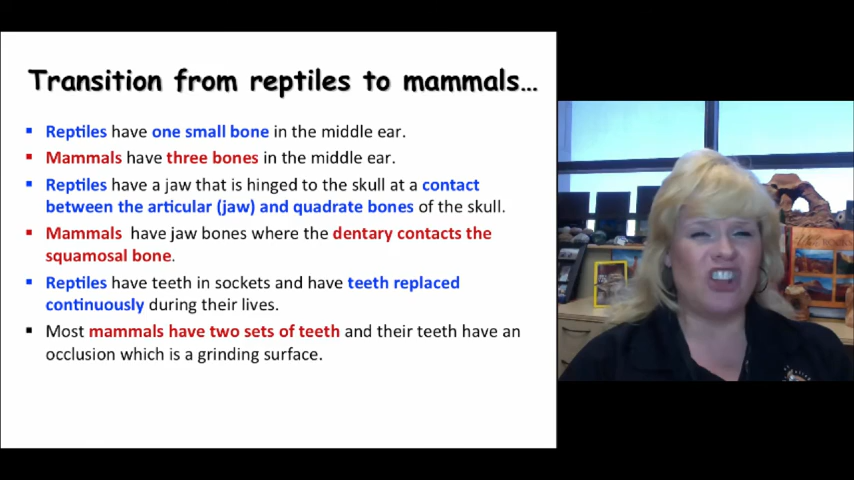 Transition from reptiles to mammals…
▪ Reptiles have one small bone in the middle ear.
▪ Mammals have three bones in the middle ear.
▪ Reptiles have a jaw that is hinged to the skull at a contact
between the articular (jaw) and quadrate bones of the skull.
▪ Mammals have jaw bones where the dentary contacts the
squamosal bone.
▪ Reptiles have teeth in sockets and have teeth replaced
continuously during their lives.
▪ Most mammals have two sets of teeth and their teeth have an
occlusion which is a grinding surface.